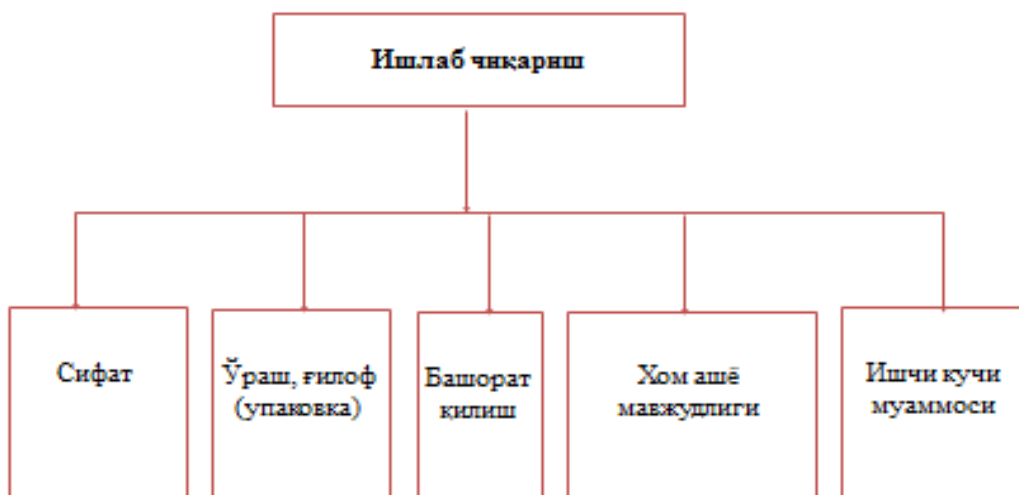 Ишлаб чиқариш
Сифат
Ўраш, ғилоф
(упаковка)
Башорат
қилиш
Хом ашё
мавжудлиги
Ишчи кучи
муаммоси